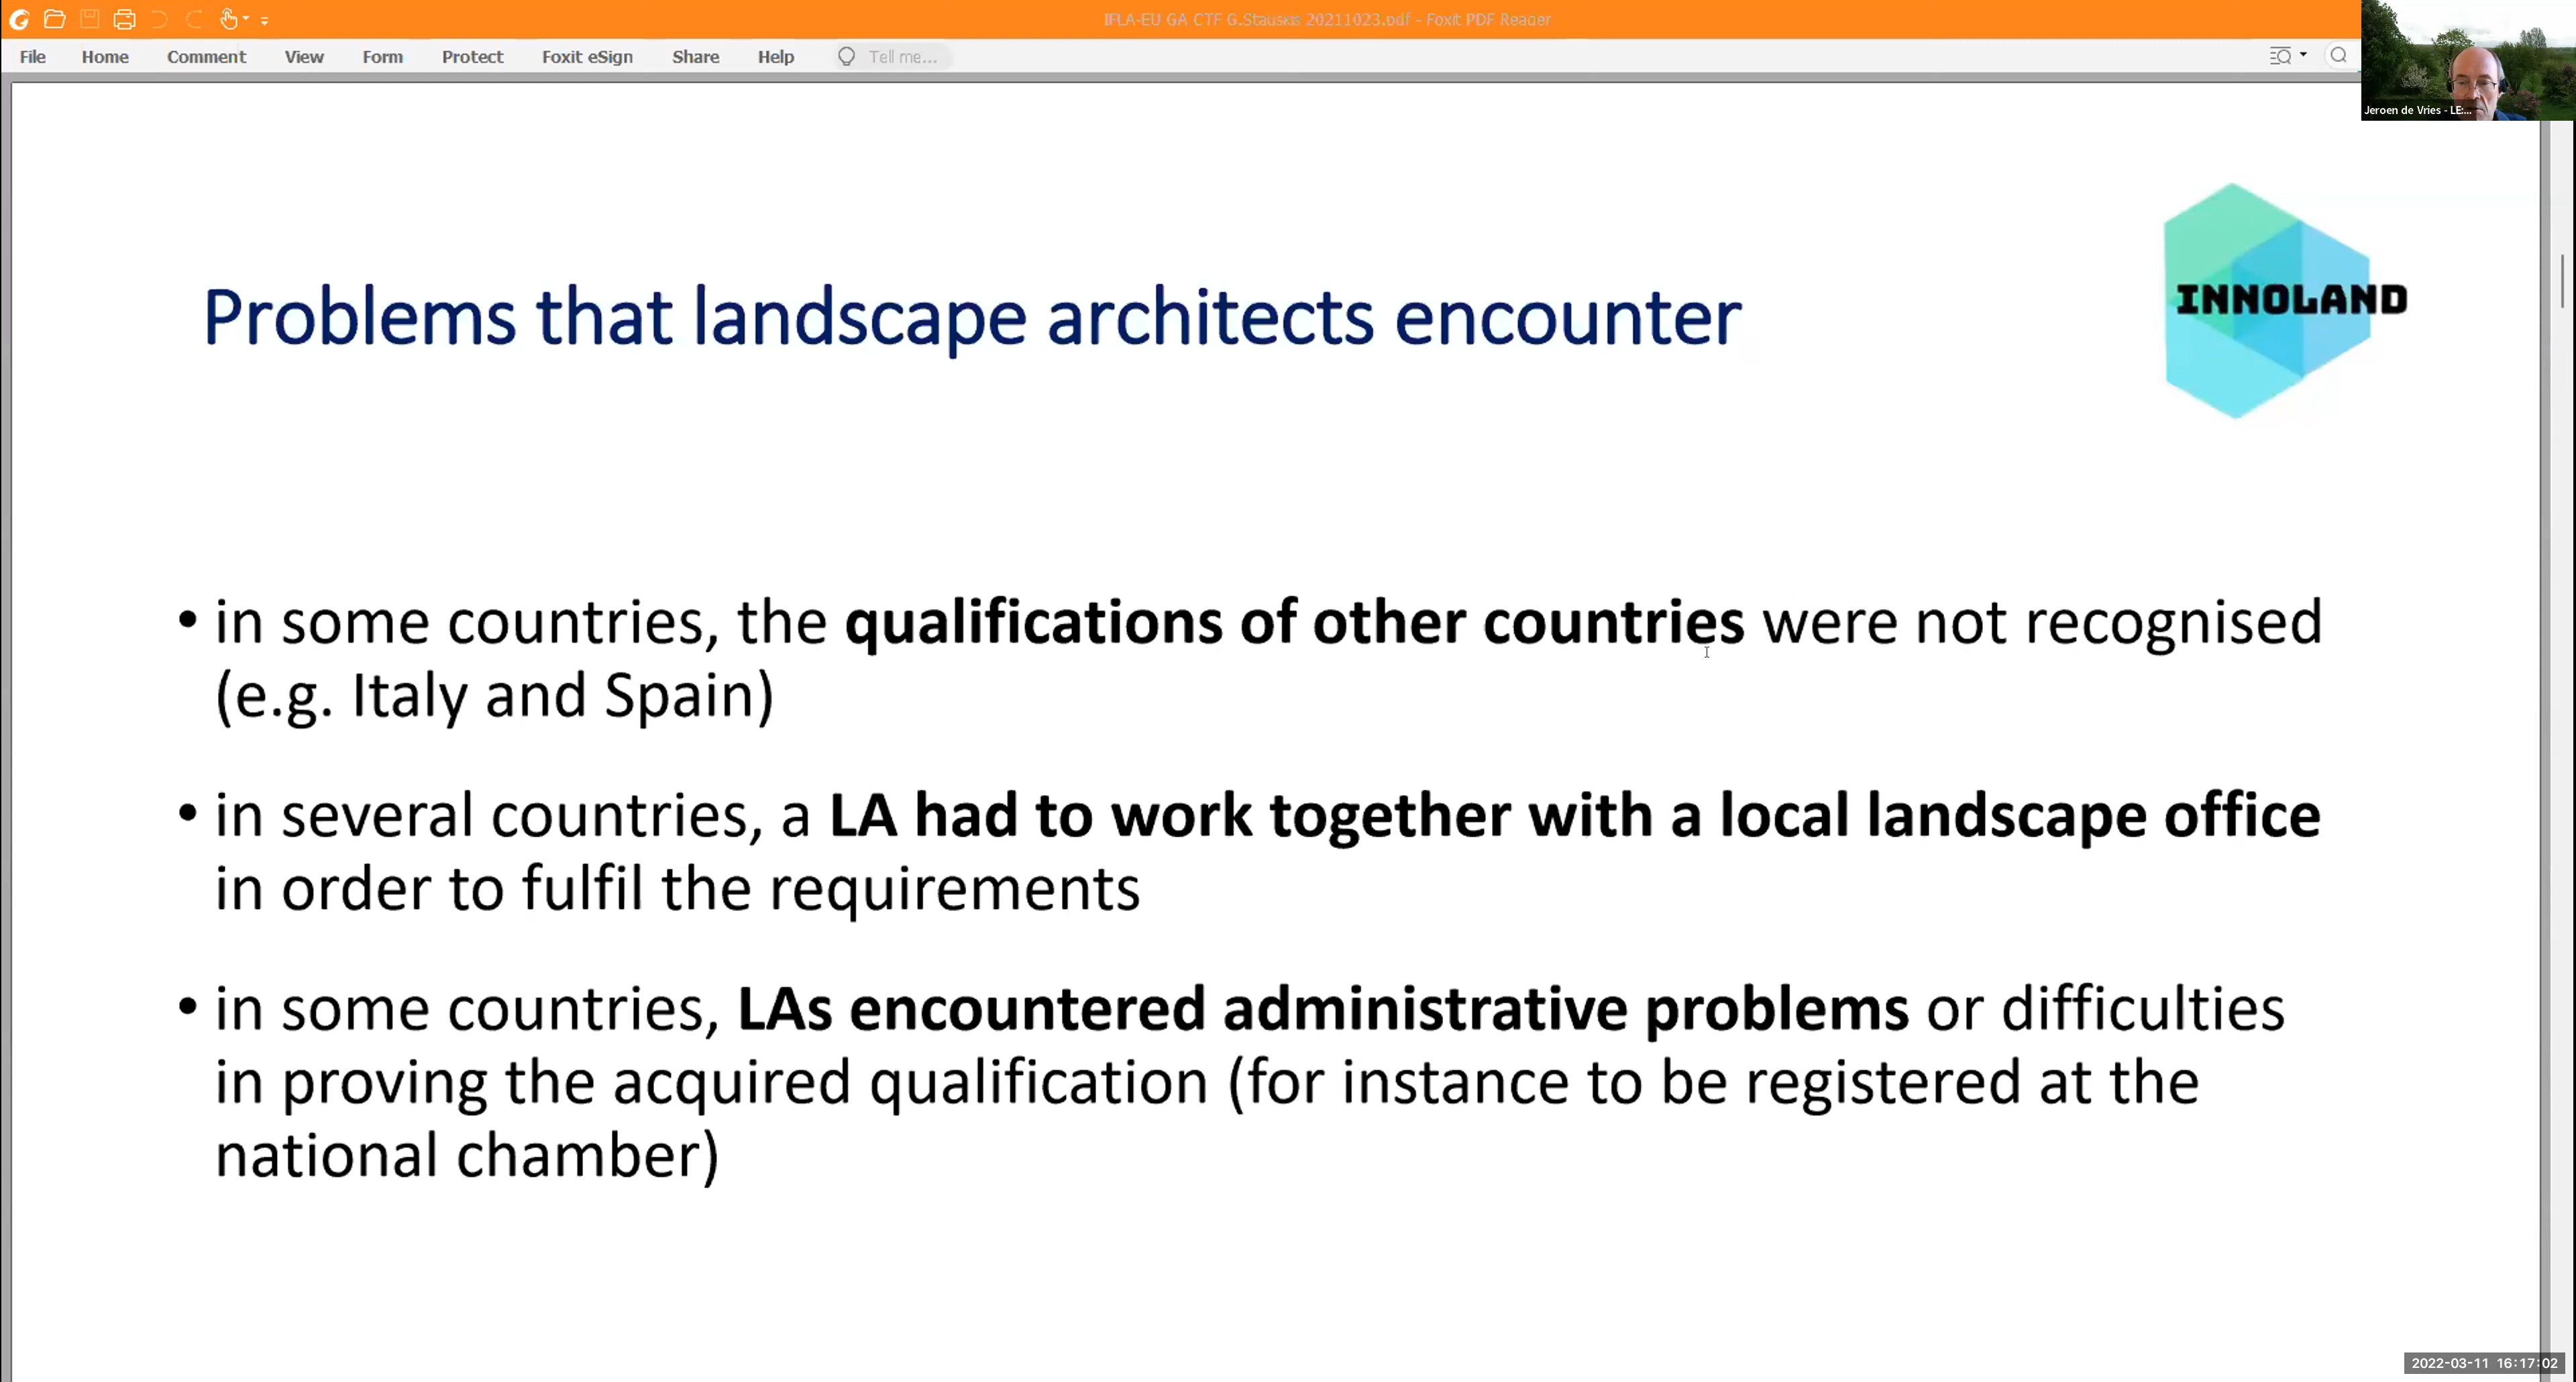 IFLA-EU GA CTF G.Stauskis 20211023.pdf - Foxit PDF Reader
File Home Comment View Form Protect Foxit eSign Share Help Tell me...
Jeroen de Vries - LE:...
INNOLAND
Problems that landscape architects encounter
• in some countries, the qualifications of other countries were not recognised
(e.g. Italy and Spain)
• in several countries, a LA had to work together with a local landscape office
in order to fulfil the requirements
• in some countries, LAs encountered administrative problems or difficulties
in proving the acquired qualification (for instance to be registered at the
national chamber)
2022-03-11 16:17:02